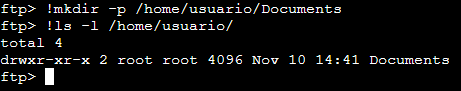 ftp> !mkdir -p /home/usuario/Documents
ftp> !ls -l /home/usuario/
total 4
drwxr-xr-x 2 root root 4096 Nov 10 14:41 Documents
ftp>